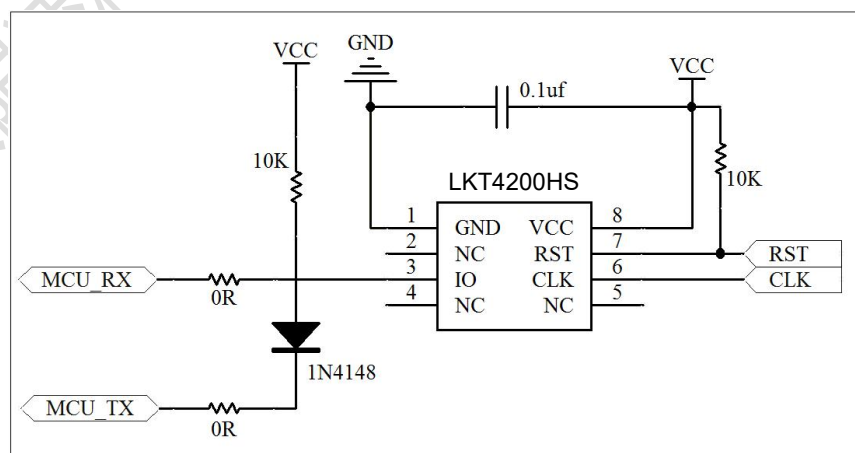 GND
VCC
VCC
0.1uf
10K
10K
LKT4200HS
1 GND VCC 8
2 NC RST 7 RST
MCU_RX 0R 3 IO CLK 6 CLK
4 NC NC 5
1N4148
MCU_TX 0R